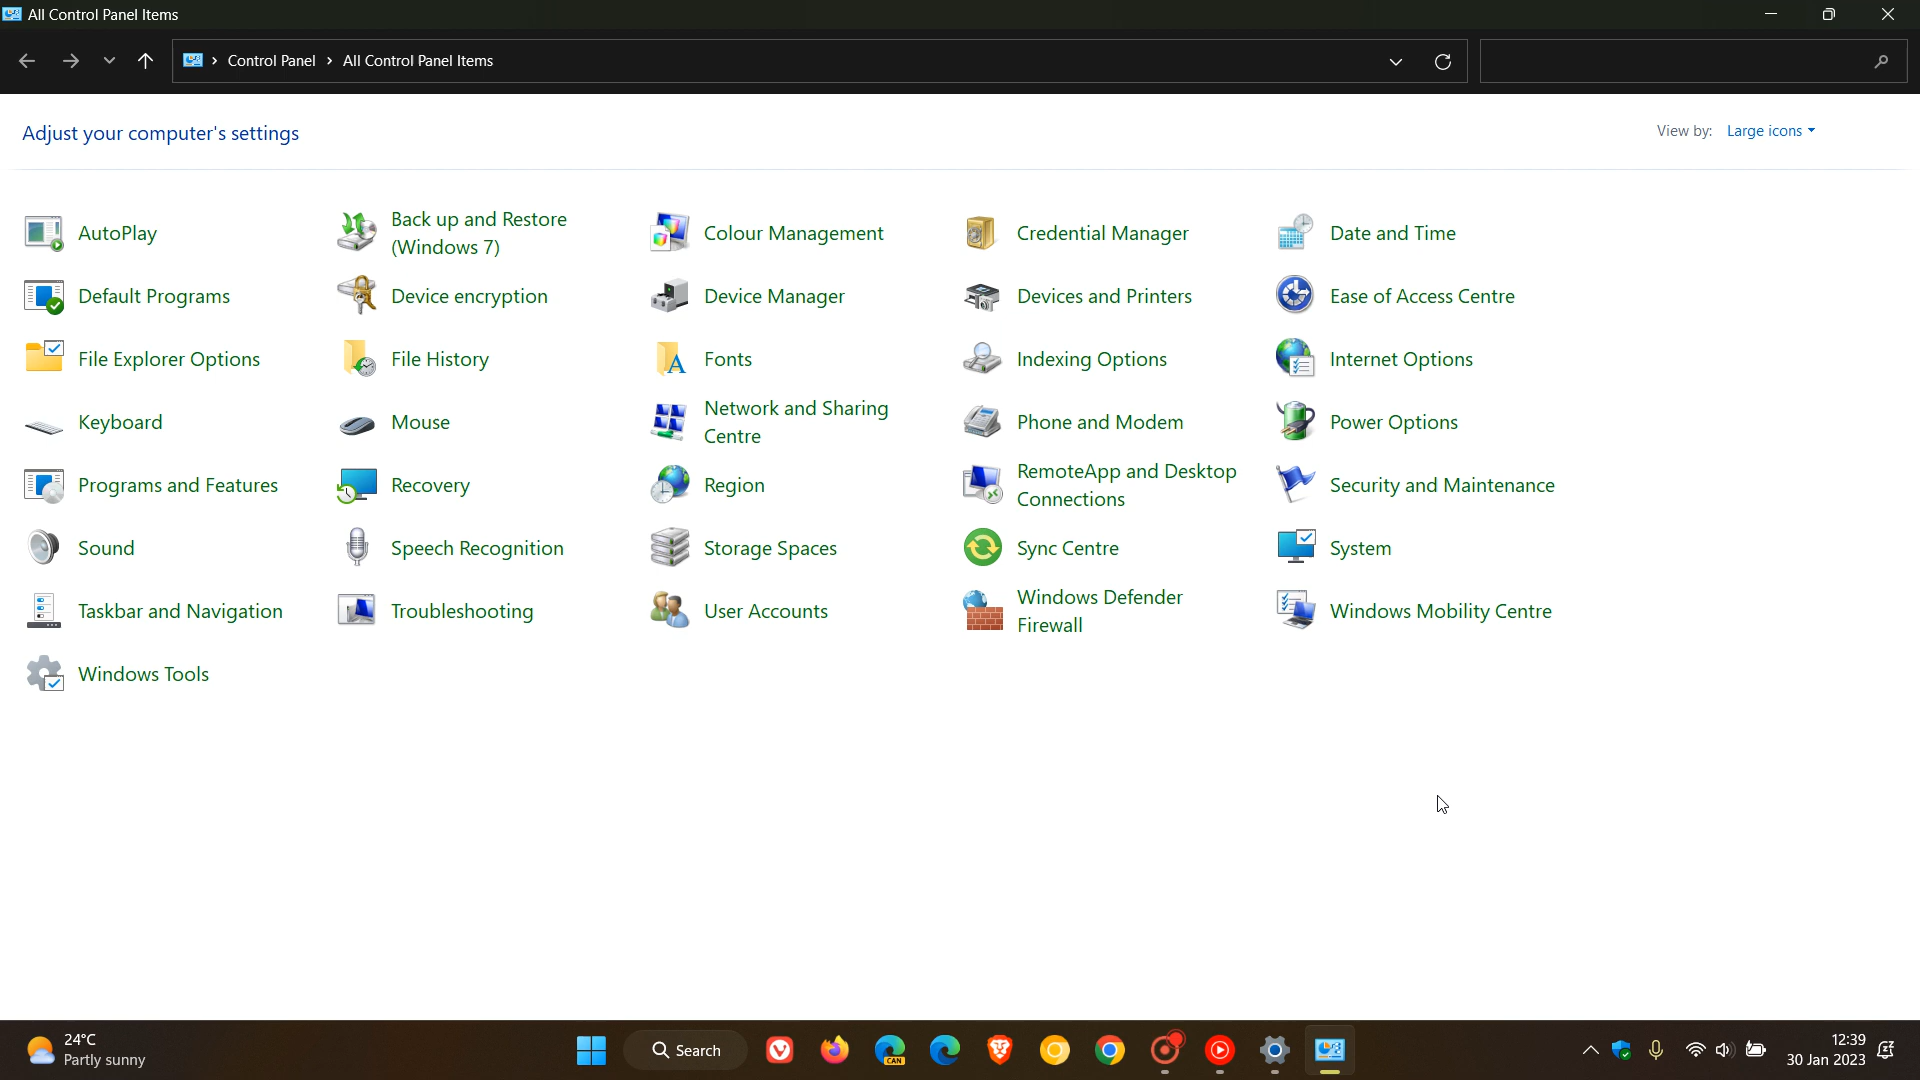 All Control Panel Items
Control Panel › All Control Panel Items
Adjust your computer's settings
View by: Large icons
AutoPlay
Back up and Restore
(Windows 7)
Colour Management
Credential Manager
Date and Time
Default Programs
Device encryption
Device Manager
Devices and Printers
Ease of Access Centre
File Explorer Options
File History
Fonts
Indexing Options
Internet Options
Keyboard
Mouse
Network and Sharing
Centre
Phone and Modem
Power Options
Programs and Features
Recovery
Region
RemoteApp and Desktop
Connections
Security and Maintenance
Sound
Speech Recognition
Storage Spaces
Sync Centre
System
Taskbar and Navigation
Troubleshooting
User Accounts
Windows Defender
Firewall
Windows Mobility Centre
Windows Tools
24°C
Partly sunny
Search
CAN
12:39
30 Jan 2023